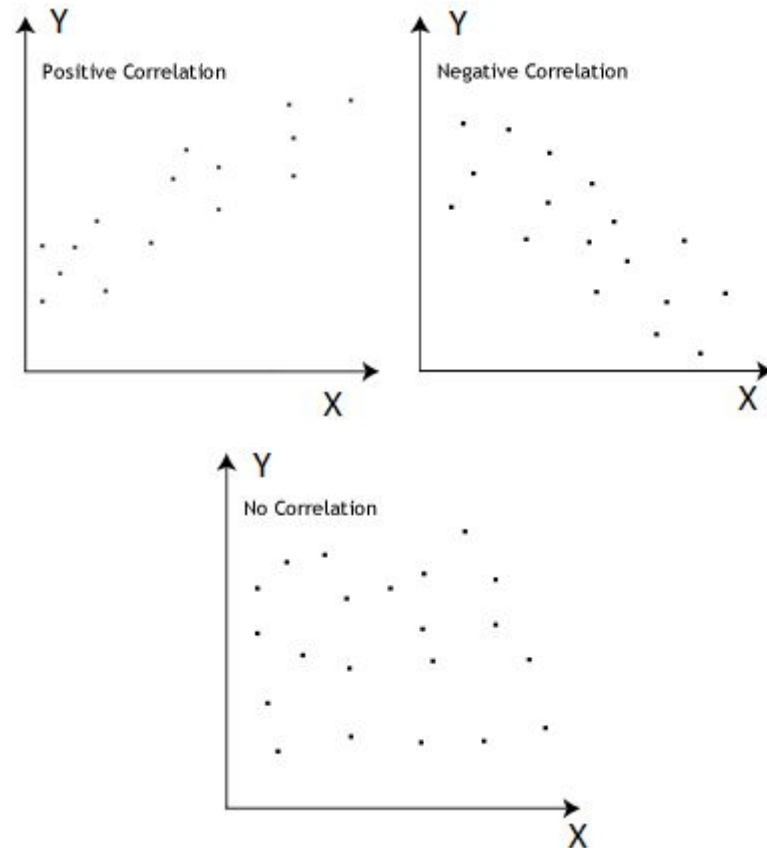 Y
Positive Correlation
X
Y
Negative Correlation
X
Y
No Correlation
X